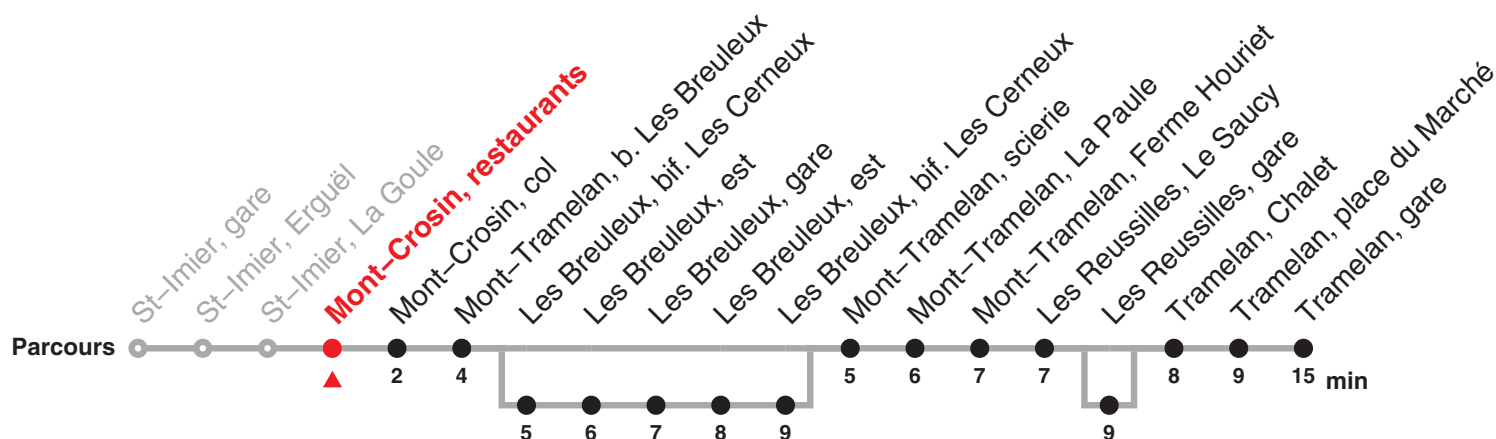 St–Imier, gare
St–Imier, Erguël
St–Imier, La Goule
Mont–Crosin, restaurants
Mont–Crosin, col
Mont–Tramelan, b. Les Breuleux
Les Breuleux, bif. Les Cerneux
Les Breuleux, est
Les Breuleux, gare
Les Breuleux, est
Les Breuleux, bif. Les Cerneux
Mont–Tramelan, scierie
Mont–Tramelan, La Paule
Mont–Tramelan, Ferme Houriet
Les Reussilles, Le Saucy
Les Reussilles, gare
Tramelan, Chalet
Tramelan, place du Marché
Tramelan, gare
Parcours
2 4 5 6 7 7 8 9 15 min
5 6 7 8 9 9